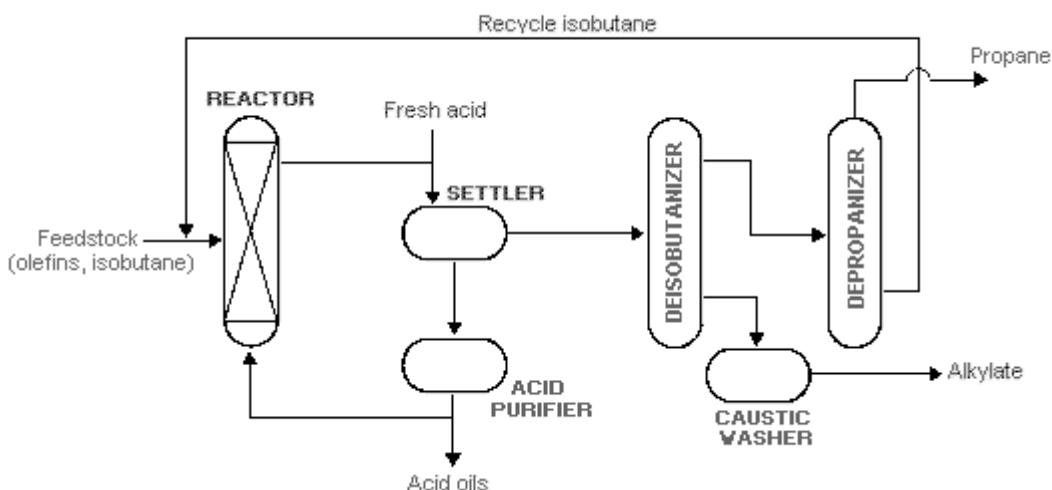 Recycle isobutane
Propane
REACTOR
Fresh acid
SETTLER
Feedstock
(olefins, isobutane)
DEISOBUTANIZER
DEPROPANIZER
ACID
PURIFIER
Alkylate
CAUSTIC
WASHER
Acid oils